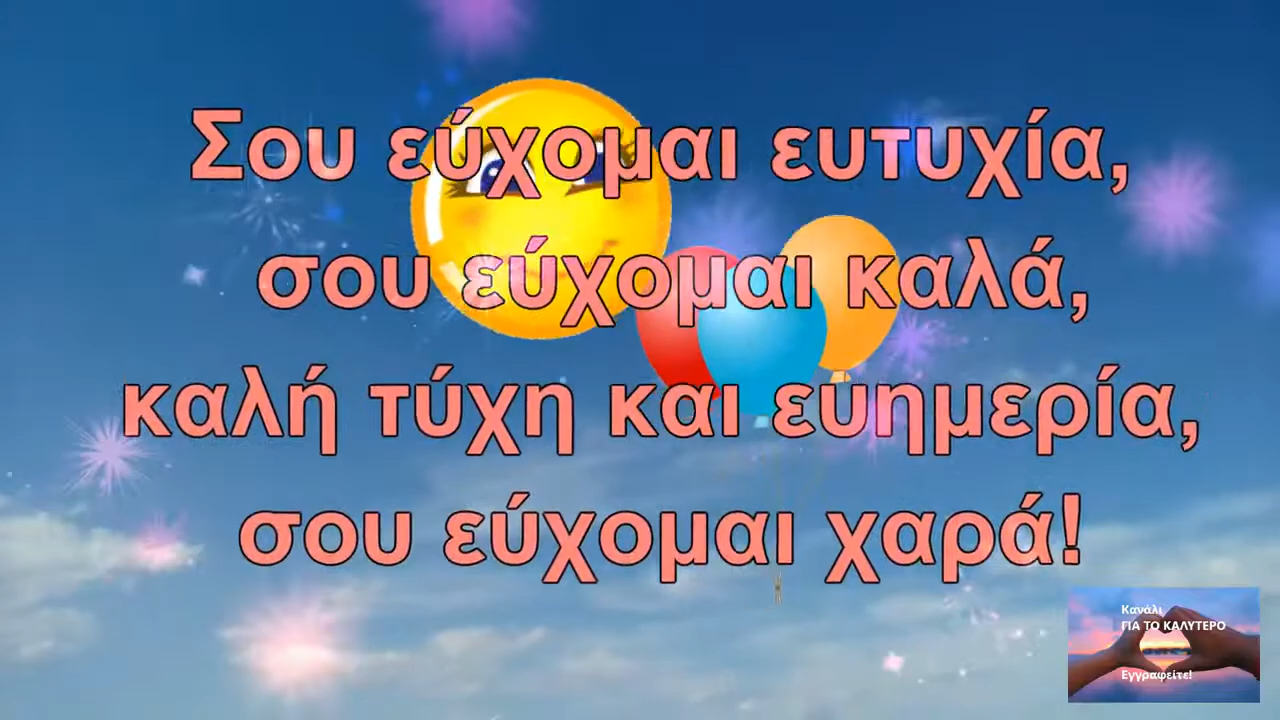 Σου εύχομαι ευτυχία,
σου εύχομαι καλά,
καλή τύχη και ευημερία,
σου εύχομαι χαρά!
Κανάλι
ΓΙΑ ΤΟ ΚΑΛΥΤΕΡΟ
Εγγραφείτε!